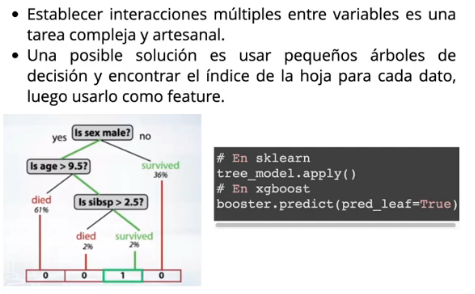 • Establecer interacciones múltiples entre variables es una
tarea compleja y artesanal.
• Una posible solución es usar pequeños árboles de
decisión y encontrar el índice de la hoja para cada dato,
luego usarlo como feature.
yes Is sex male? no
Is age > 9.5? survived
36%
died
61%
Is sibsp > 2.5?
died survived
2% 2%
0 0 1 0
# En sklearn
tree_model.apply()
# En xgboost
booster.predict(pred_leaf=True)